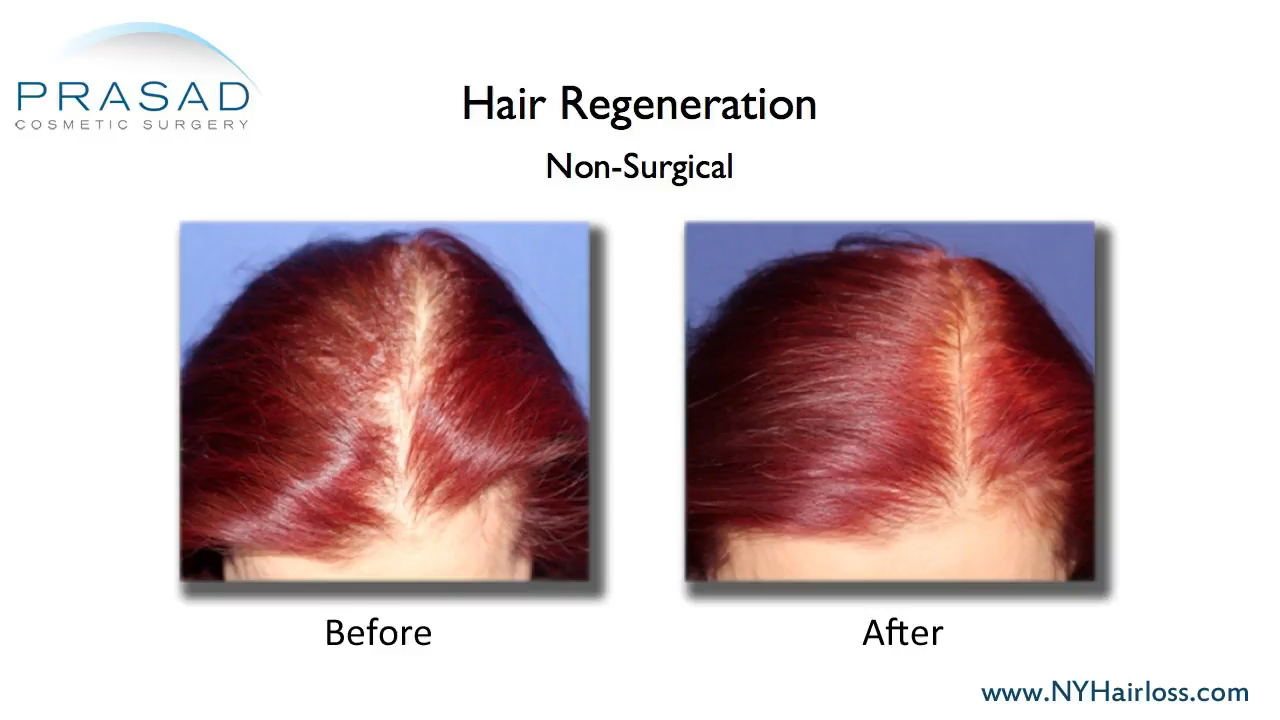 PRASAD
COSMETIC SURGERY
Hair Regeneration
Non-Surgical
Before
After
www.NYHairloss.com